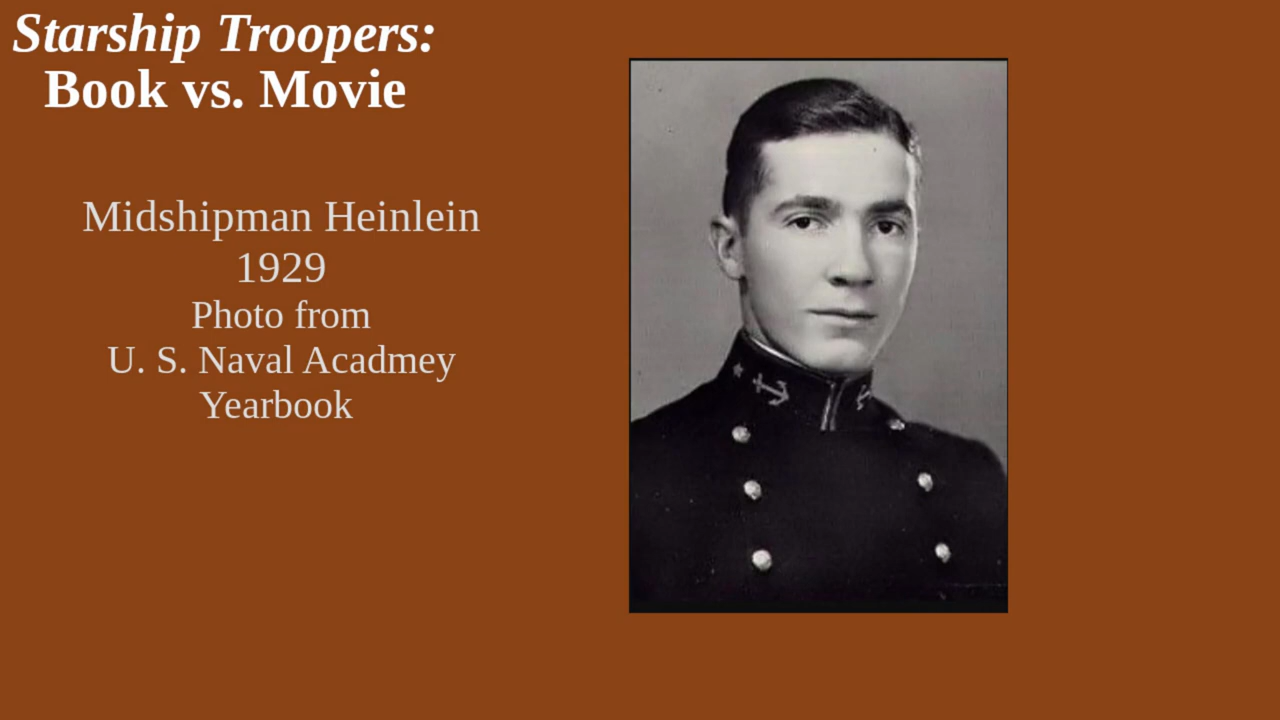 Starship Troopers:
Book vs. Movie
Midshipman Heinlein
1929
Photo from
U. S. Naval Acadmey
Yearbook